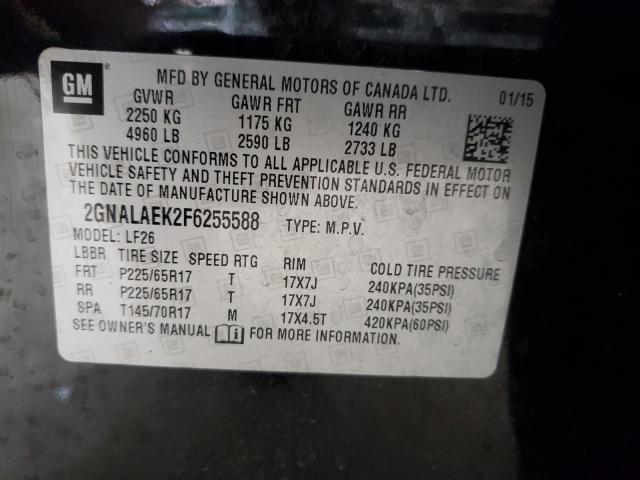 GM ®
MFD BY GENERAL MOTORS OF CANADA LTD. 01/15
GVWR GAWR FRT GAWR RR
2250 KG 1175 KG 1240 KG
4960 LB 2590 LB 2733 LB
THIS VEHICLE CONFORMS TO ALL APPLICABLE U.S. FEDERAL MOTOR
VEHICLE SAFETY AND THEFT PREVENTION STANDARDS IN EFFECT ON
THE DATE OF MANUFACTURE SHOWN ABOVE.
2GNALAEK2F6255588 TYPE: M.P.V.
MODEL: LF26
LBBR TIRE SIZE SPEED RTG RIM COLD TIRE PRESSURE
FRT P225/65R17 T 17X7J 240KPA(35PSI)
RR P225/65R17 T 17X7J 240KPA(35PSI)
SPA T145/70R17 M 17X4.5T 420KPA(60PSI)
SEE OWNER'S MANUAL FOR MORE INFORMATION.